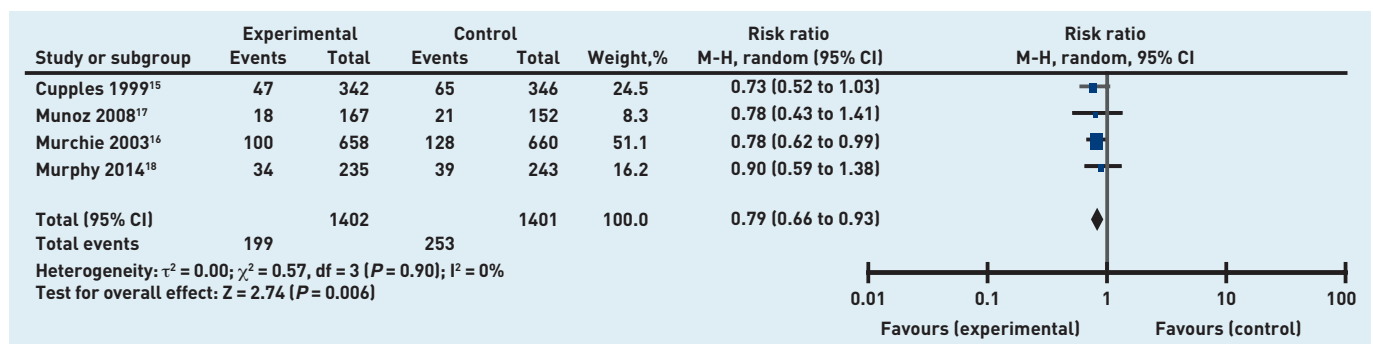 Experimental Control Risk ratio Risk ratio
Study or subgroup Events Total Events Total Weight,% M-H, random (95% CI) M-H, random, 95% CI
Cupples 1999¹⁵ 47 342 65 346 24.5 0.73 (0.52 to 1.03)
Munoz 2008¹⁷ 18 167 21 152 8.3 0.78 (0.43 to 1.41)
Murchie 2003¹⁶ 100 658 128 660 51.1 0.78 (0.62 to 0.99)
Murphy 2014¹⁸ 34 235 39 243 16.2 0.90 (0.59 to 1.38)
Total (95% CI) 1402 1401 100.0 0.79 (0.66 to 0.93)
Total events 199 253
Heterogeneity: τ² = 0.00; χ² = 0.57, df = 3 (P = 0.90); I² = 0%
Test for overall effect: Z = 2.74 (P = 0.006)
0.01 0.1 1 10 100
Favours (experimental) Favours (control)